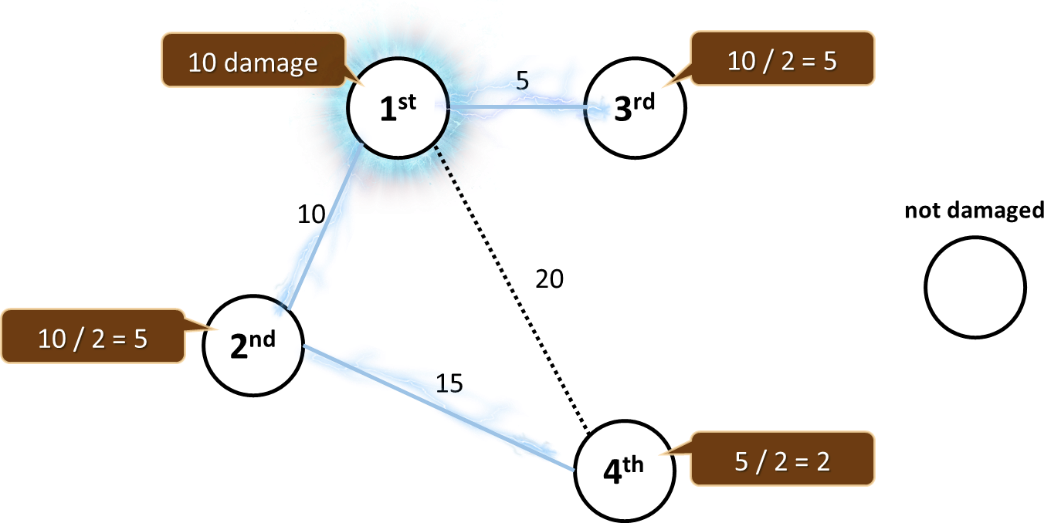 10 damage
1st
5
3rd
10 / 2 = 5
10
20
not damaged
10 / 2 = 5
2nd
15
4th
5 / 2 = 2